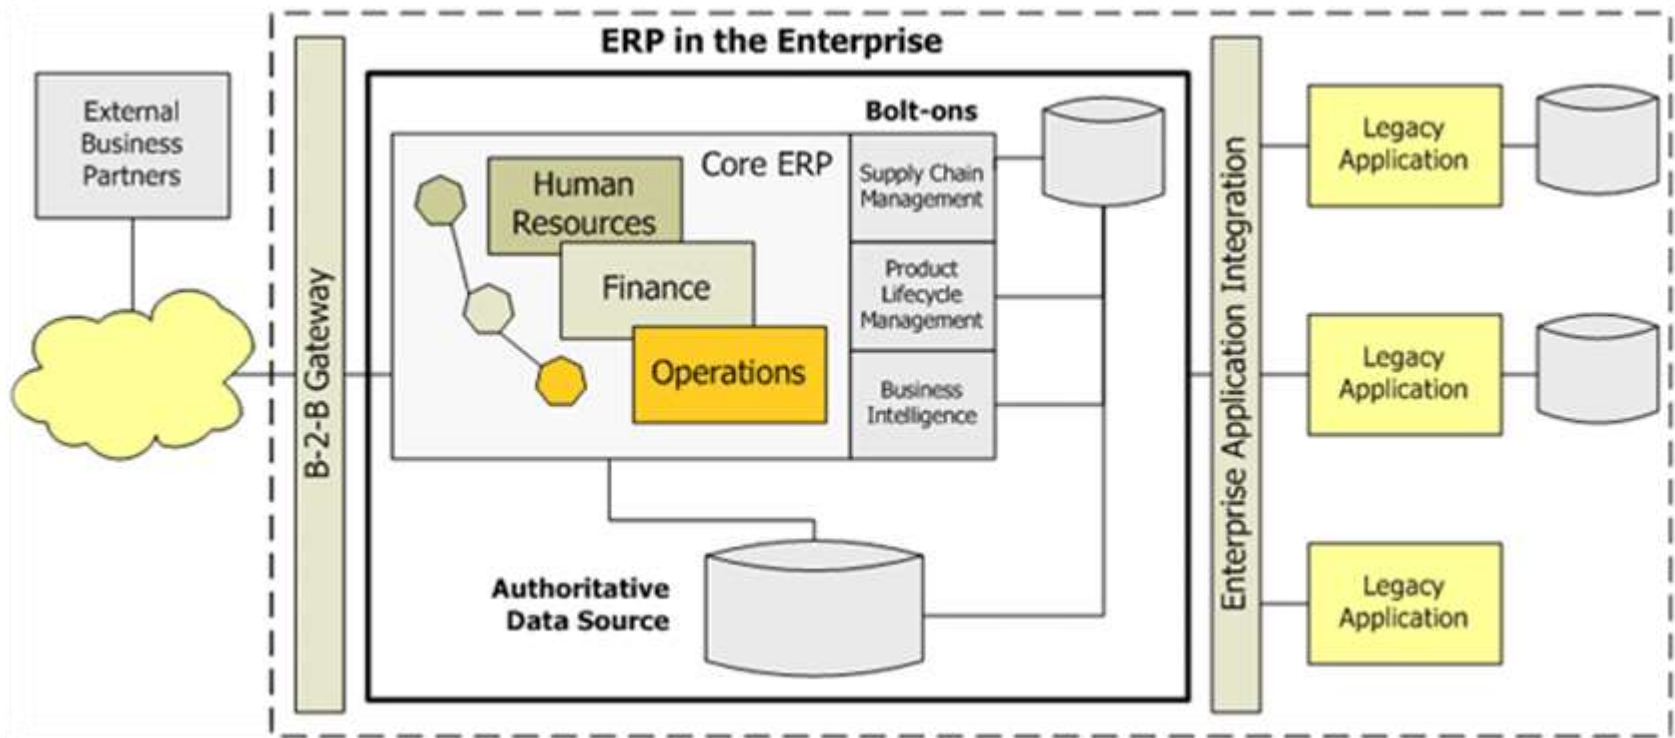 ERP in the Enterprise
External
Business
Partners
B-2-B Gateway
Core ERP
Human
Resources
Finance
Operations
Bolt-ons
Supply Chain
Management
Product
Lifecycle
Management
Business
Intelligence
Authoritative
Data Source
Enterprise Application Integration
Legacy
Application
Legacy
Application
Legacy
Application